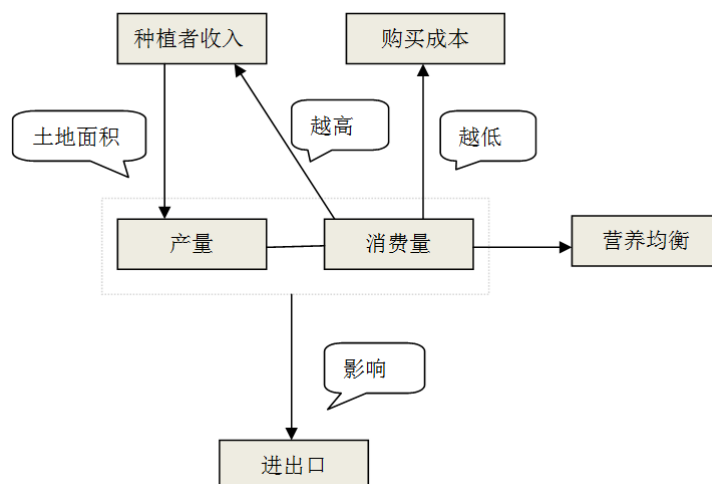 种植者收入
购买成本
土地面积
越高
越低
产量
消费量
营养均衡
影响
进出口